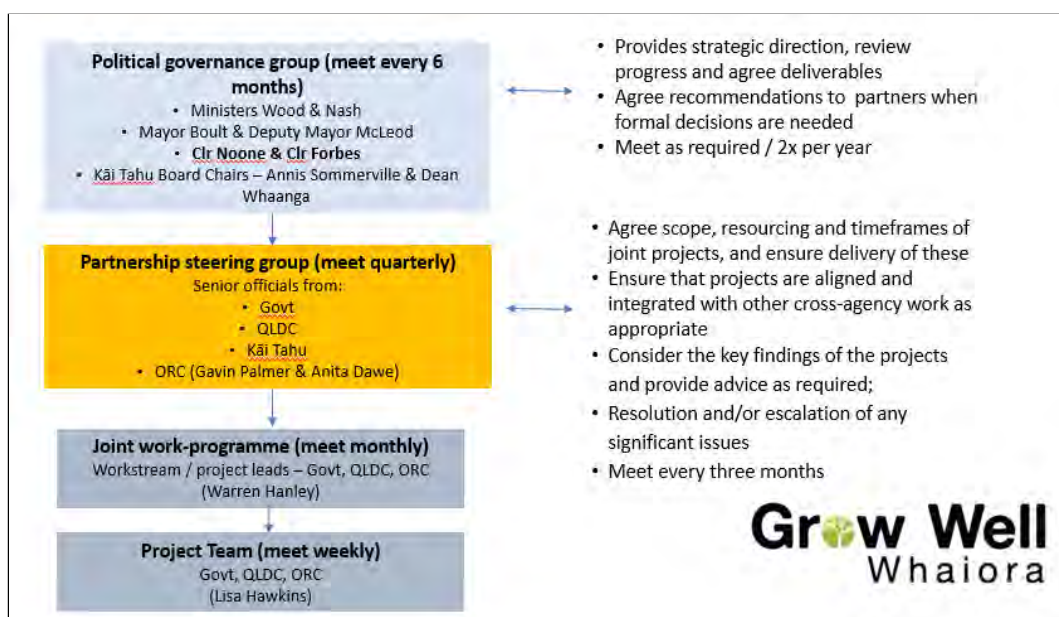 Political governance group (meet every 6
months)
• Ministers Wood & Nash
• Mayor Boult & Deputy Mayor McLeod
• Clr Noone & Clr Forbes
• Kāi Tahu Board Chairs – Annis Sommerville & Dean
Whaanga
• Provides strategic direction, review
progress and agree deliverables
• Agree recommendations to partners when
formal decisions are needed
• Meet as required / 2x per year
Partnership steering group (meet quarterly)
Senior officials from:
• Govt
• QLDC
• Kāi Tahu
• ORC (Gavin Palmer & Anita Dawe)
• Agree scope, resourcing and timeframes of
joint projects, and ensure delivery of these
• Ensure that projects are aligned and
integrated with other cross-agency work as
appropriate
• Consider the key findings of the projects
and provide advice as required;
• Resolution and/or escalation of any
significant issues
• Meet every three months
Joint work-programme (meet monthly)
Workstream / project leads – Govt, QLDC, ORC
(Warren Hanley)
Project Team (meet weekly)
Govt, QLDC, ORC
(Lisa Hawkins)
Grow Well
Whaiora